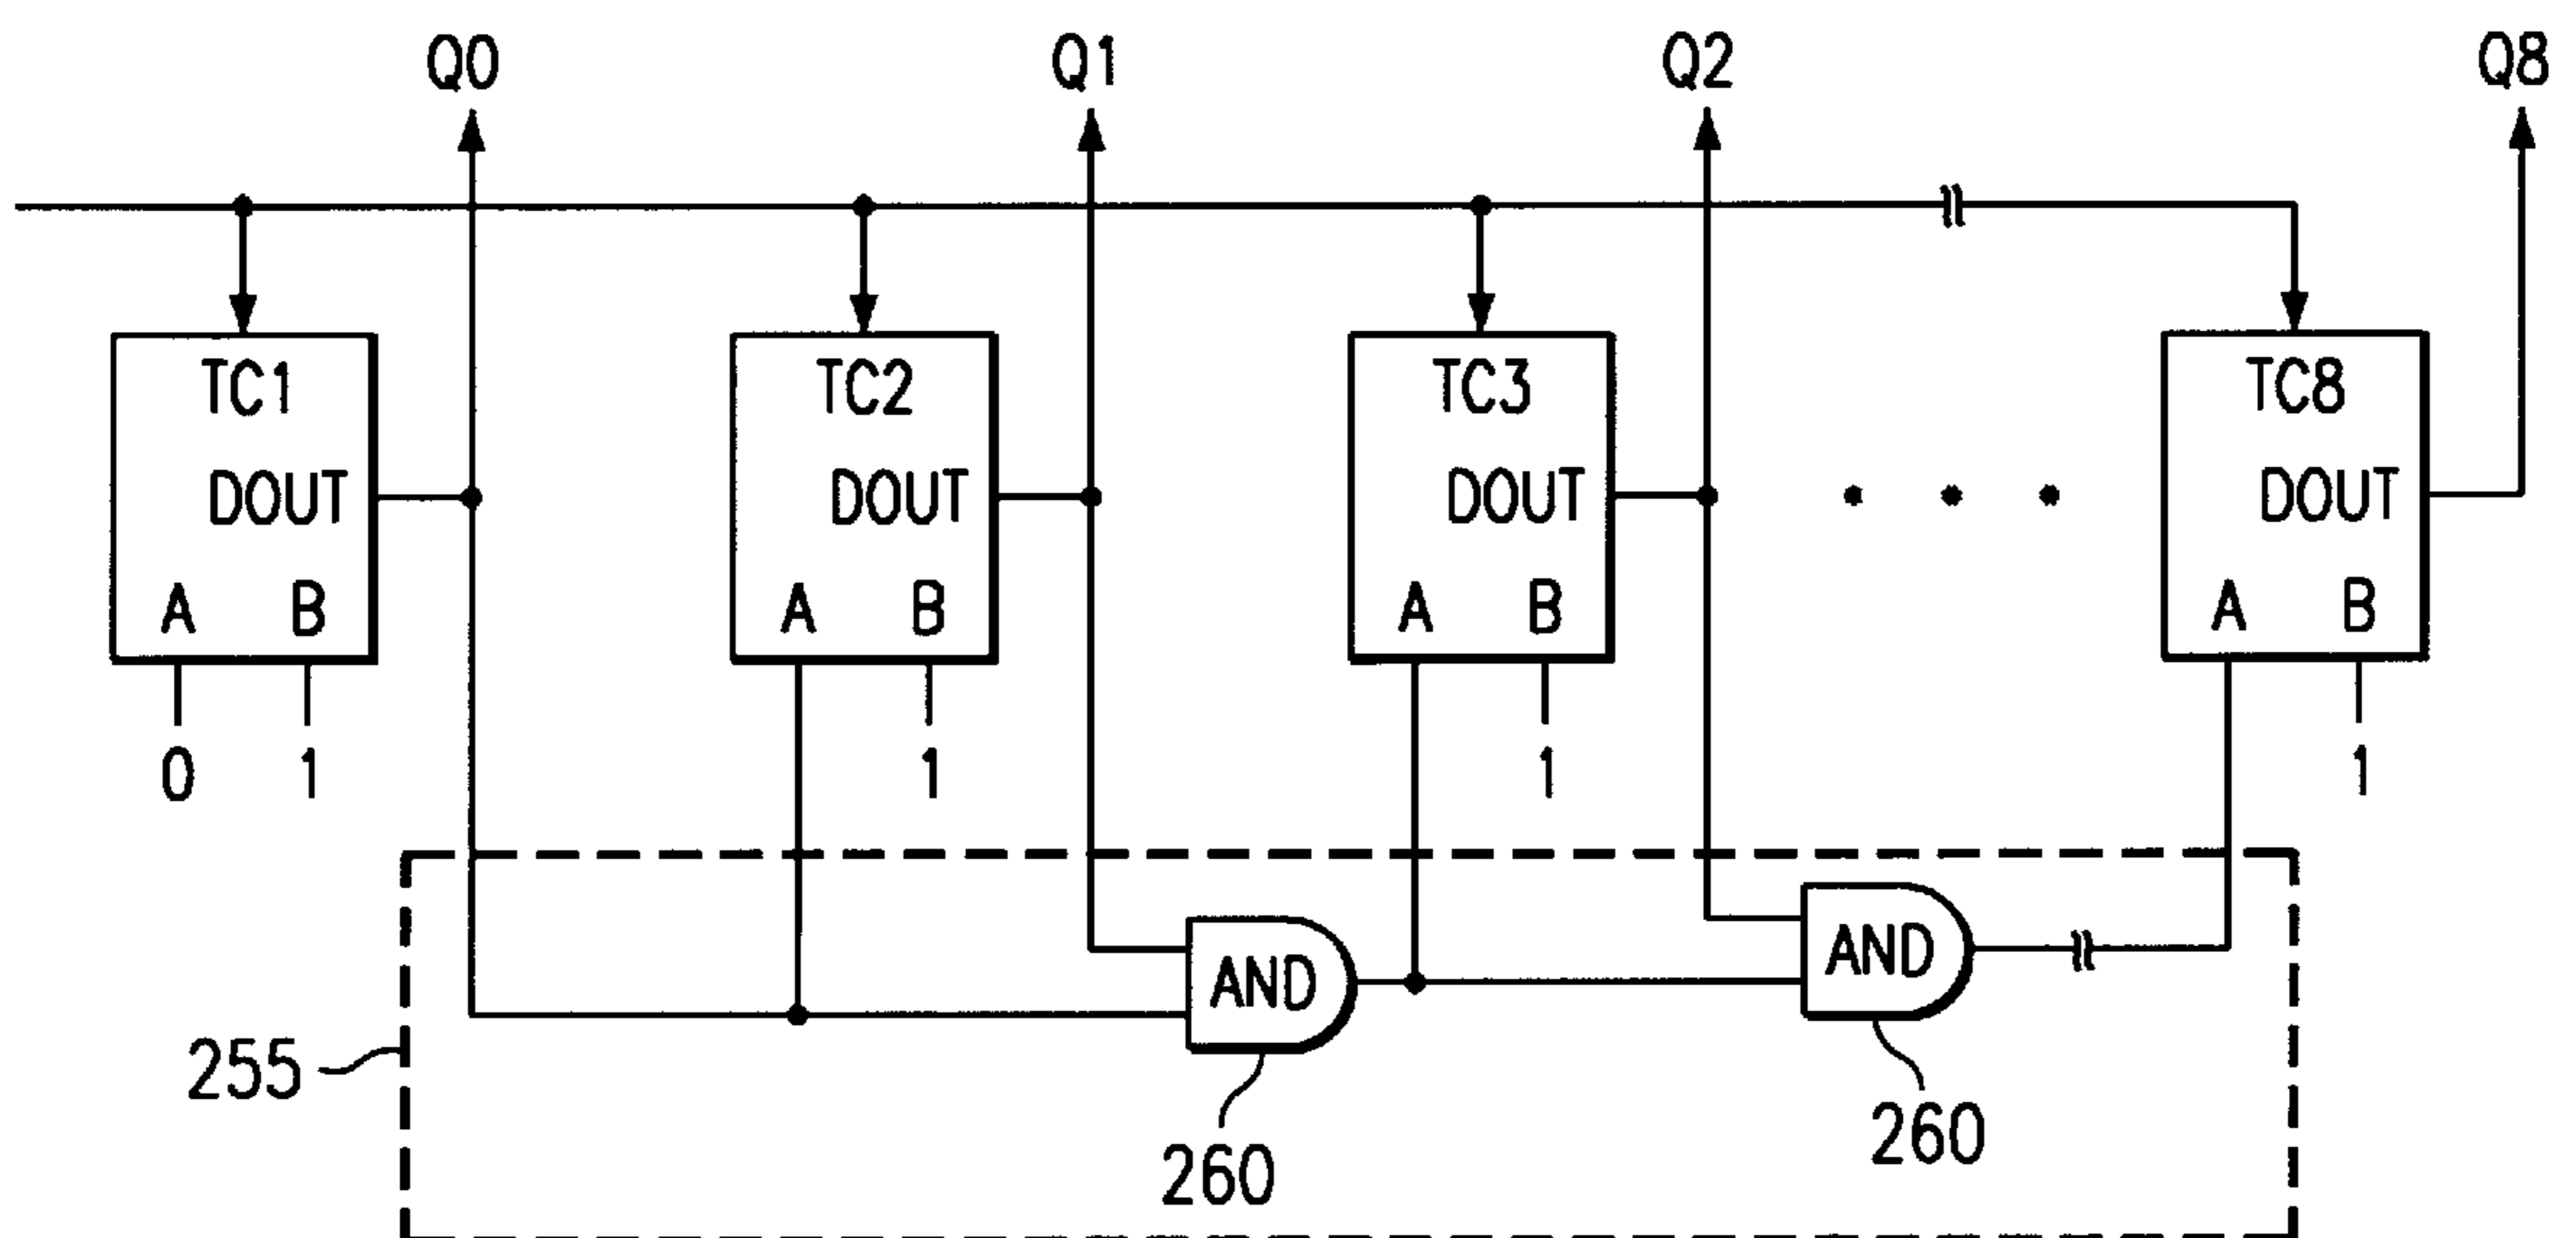 Q0 Q1 Q2 Q8
TC1 TC2 TC3 TC8
DOUT DOUT DOUT DOUT
A B A B A B A B
0 1 1 1 1
AND AND
255
260 260